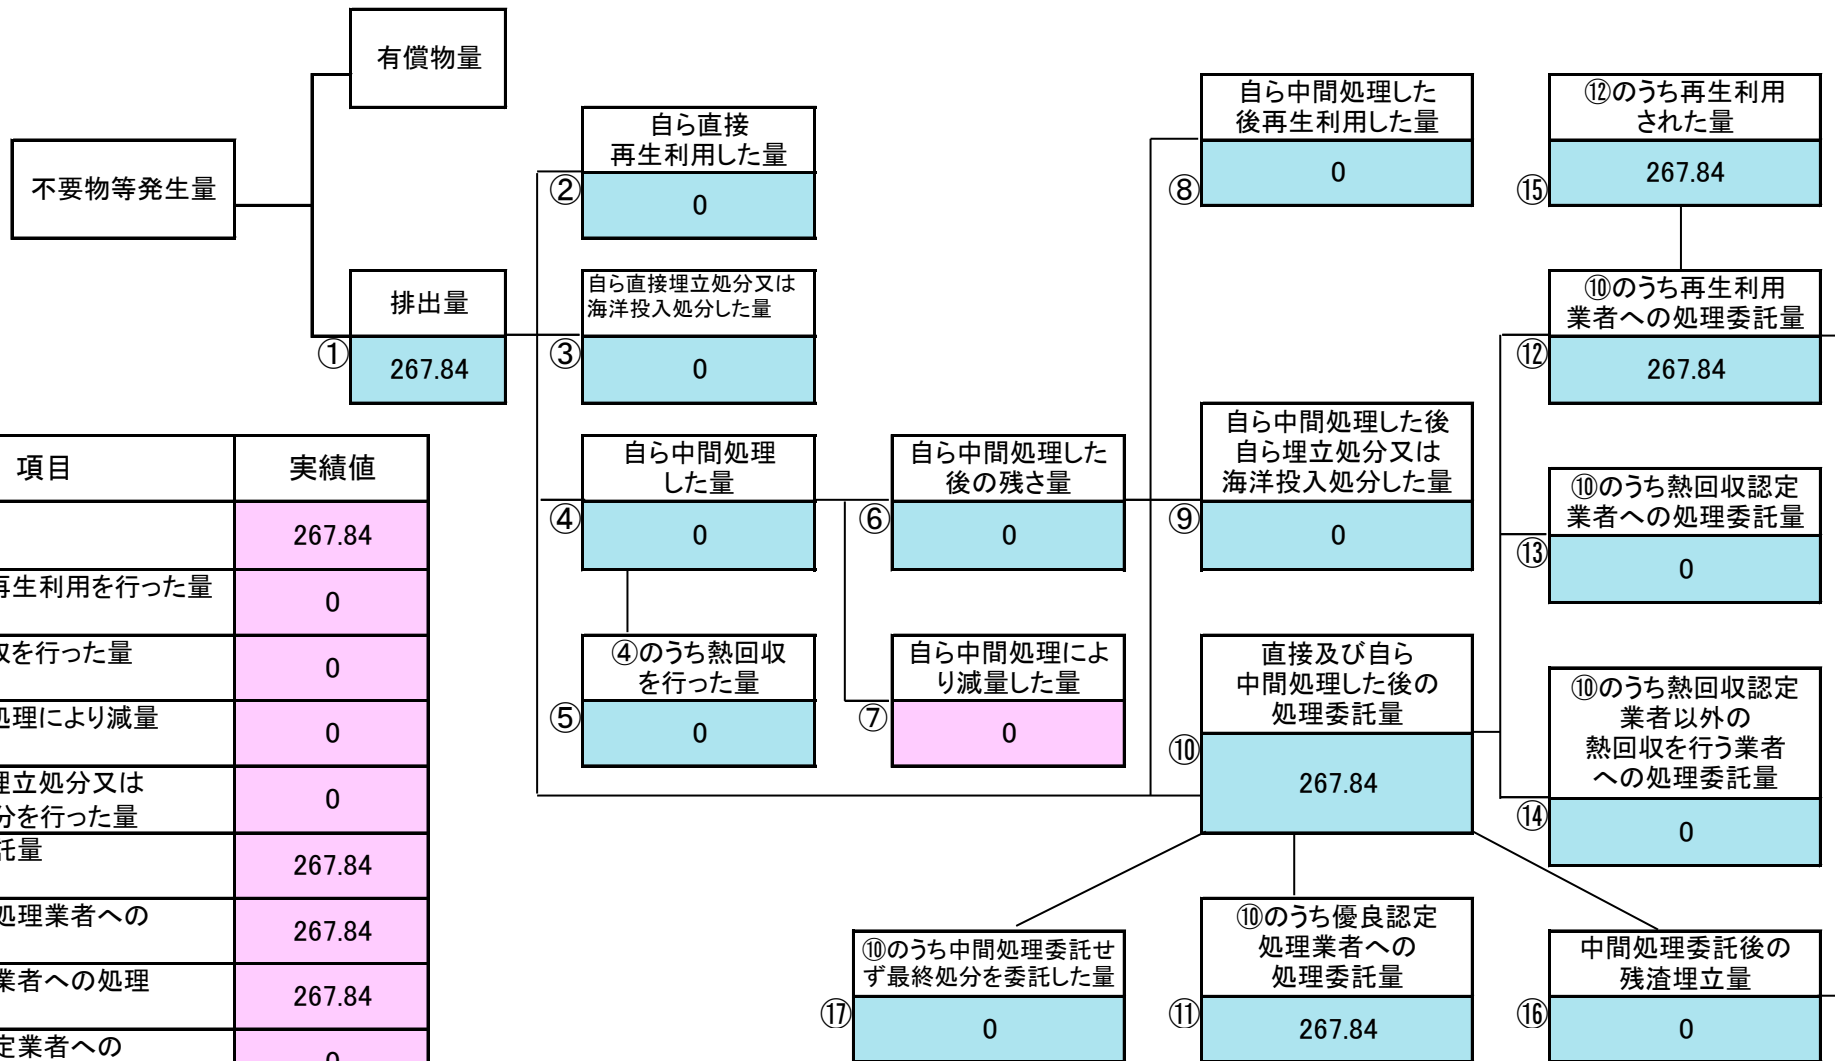 有償物量
不要物等発生量
排出量
①
267.84
自ら直接
再生利用した量
②
0
自ら直接埋立処分又は
海洋投入処分した量
③
0
自ら中間処理
した量
④
0
④のうち熱回収
を行った量
⑤
0
自ら中間処理した
後の残さ量
⑥
0
自ら中間処理によ
り減量した量
⑦
0
自ら中間処理した
後再生利用した量
⑧
0
自ら中間処理した後
自ら埋立処分又は
海洋投入処分した量
⑨
0
直接及び自ら
中間処理した後の
処理委託量
⑩
267.84
⑫のうち再生利用
された量
⑮
267.84
⑩のうち再生利用
業者への処理委託量
⑫
267.84
⑩のうち熱回収認定
業者への処理委託量
⑬
0
⑩のうち熱回収認定
業者以外の
熱回収を行う業者
への処理委託量
⑭
0
⑩のうち中間処理委託せ
ず最終処分を委託した量
⑰
0
⑩のうち優良認定
処理業者への
処理委託量
⑪
267.84
中間処理委託後の
残渣埋立量
⑯
0
項目
実績値
267.84
再生利用を行った量
0
収を行った量
0
処理により減量
0
埋立処分又は
分を行った量
0
託量
267.84
処理業者への
267.84
業者への処理
267.84
定業者への
0